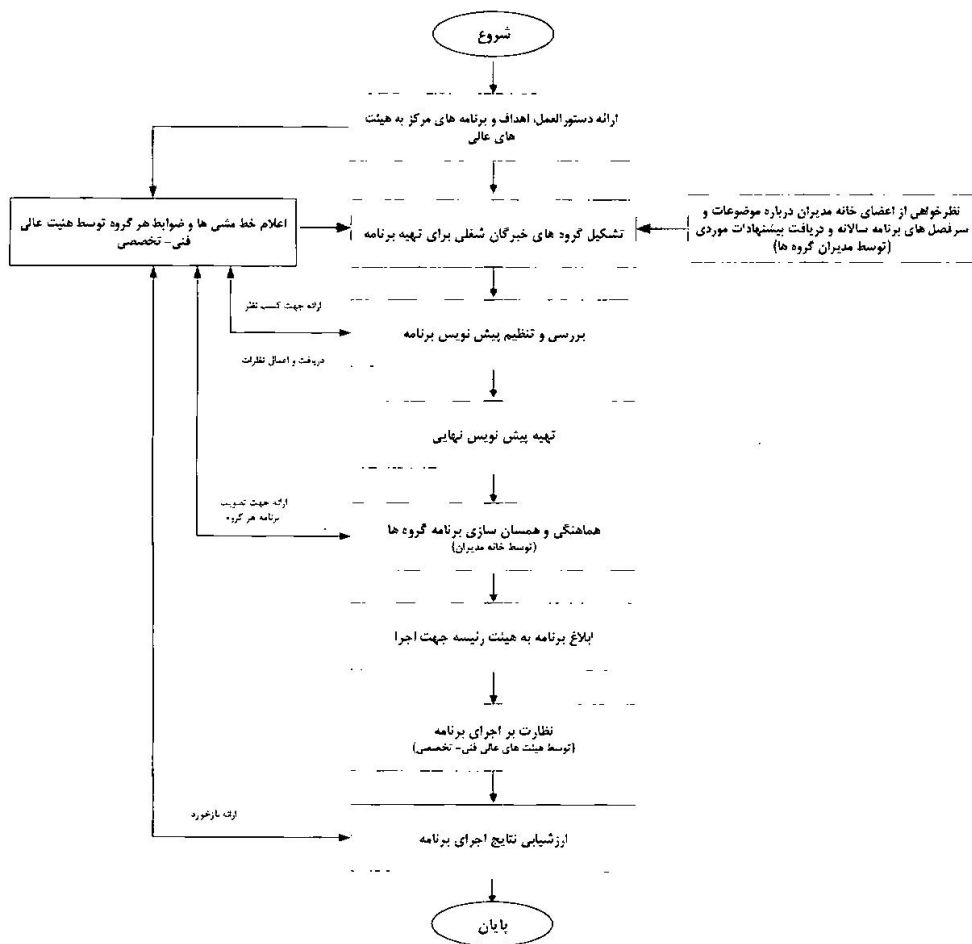 شروع
ارائه دستورالعمل، اهداف و برنامه های مرکز به هیئت
های عالی
اعلام خط مشی ها و ضوابط هر گروه توسط هیئت عالی
فنی- تخصصی
تشکیل گروه های خبرگان شغلی برای تهیه برنامه
نظرخواهی از اعضای خانه مدیران درباره موضوعات و
سرفصل های برنامه سالانه و دریافت پیشنهادات موردی
(توسط مدیران گروه ها)
ارائه جهت کسب نظر
بررسی و تنظیم پیش نویس برنامه
دریافت و اعمال نظرات
تهیه پیش نویس نهایی
ارائه جهت تصویب
برنامه هر گروه
هماهنگی و همسان سازی برنامه گروه ها
(توسط خانه مدیران)
ابلاغ برنامه به هیئت رئیسه جهت اجرا
نظارت بر اجرای برنامه
(توسط هیئت های عالی فنی- تخصصی)
ارائه بازخورد
ارزشیابی نتایج اجرای برنامه
پایان